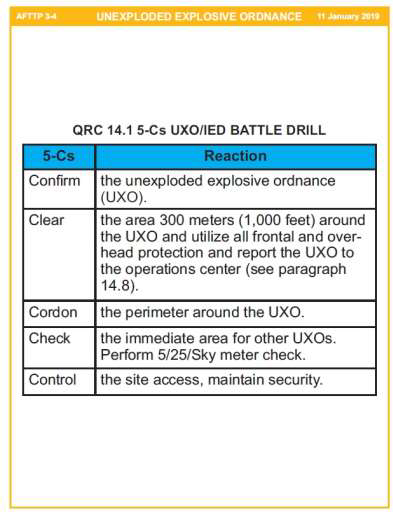 AFTTP 3-4 UNEXPLODED EXPLOSIVE ORDNANCE 11 January 2019
QRC 14.1 5-Cs UXO/IED BATTLE DRILL
5-Cs Reaction
Confirm the unexploded explosive ordnance
(UXO).
Clear the area 300 meters (1,000 feet) around
the UXO and utilize all frontal and over-
head protection and report the UXO to
the operations center (see paragraph
14.8).
Cordon the perimeter around the UXO.
Check the immediate area for other UXOs.
Perform 5/25/Sky meter check.
Control the site access, maintain security.